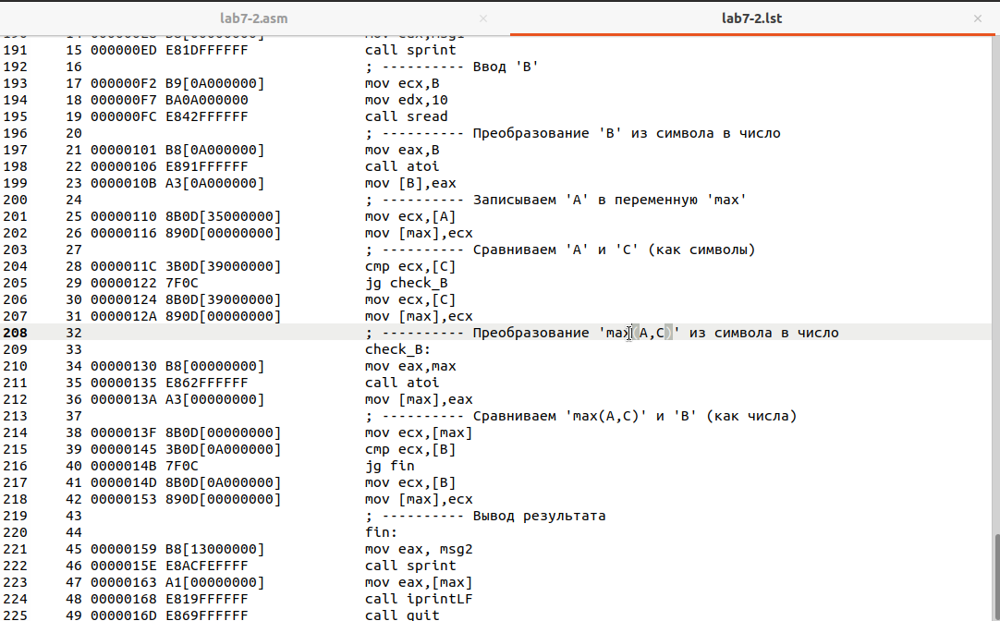 lab7-2.asm × lab7-2.lst ×
191 15 000000ED E81DFFFFFF call sprint
192 16 ; ---------- Ввод 'B'
193 17 000000F2 B9[0A000000] mov ecx,B
194 18 000000F7 BA0A000000 mov edx,10
195 19 000000FC E842FFFFFF call sread
196 20 ; ---------- Преобразование 'B' из символа в число
197 21 00000101 B8[0A000000] mov eax,B
198 22 00000106 E891FFFFFF call atoi
199 23 0000010B A3[0A000000] mov [B],eax
200 24 ; ---------- Записываем 'A' в переменную 'max'
201 25 00000110 8B0D[35000000] mov ecx,[A]
202 26 00000116 890D[00000000] mov [max],ecx
203 27 ; ---------- Сравниваем 'A' и 'C' (как символы)
204 28 0000011C 3B0D[39000000] cmp ecx,[C]
205 29 00000122 7F0C jg check_B
206 30 00000124 8B0D[39000000] mov ecx,[C]
207 31 0000012A 890D[00000000] mov [max],ecx
208 32 ; ---------- Преобразование 'max(A,C)' из символа в число
209 33 check_B:
210 34 00000130 B8[00000000] mov eax,max
211 35 00000135 E862FFFFFF call atoi
212 36 0000013A A3[00000000] mov [max],eax
213 37 ; ---------- Сравниваем 'max(A,C)' и 'B' (как числа)
214 38 0000013F 8B0D[00000000] mov ecx,[max]
215 39 00000145 3B0D[0A000000] cmp ecx,[B]
216 40 0000014B 7F0C jg fin
217 41 0000014D 8B0D[0A000000] mov ecx,[B]
218 42 00000153 890D[00000000] mov [max],ecx
219 43 ; ---------- Вывод результата
220 44 fin:
221 45 00000159 B8[13000000] mov eax, msg2
222 46 0000015E E8ACFEFFFF call sprint
223 47 00000163 A1[00000000] mov eax,[max]
224 48 00000168 E819FFFFFF call iprintLF
225 49 0000016D E869FFFFFF call quit